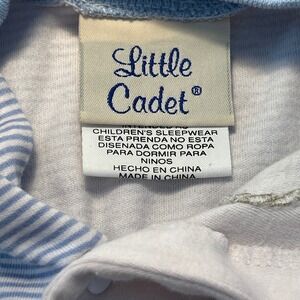 Little
Cadet®
CHILDREN'S SLEEPWEAR
ESTA PRENDA NO ESTA
DISENADA COMO ROPA
PARA DORMIR PARA
NINOS
HECHO EN CHINA
MADE IN CHINA